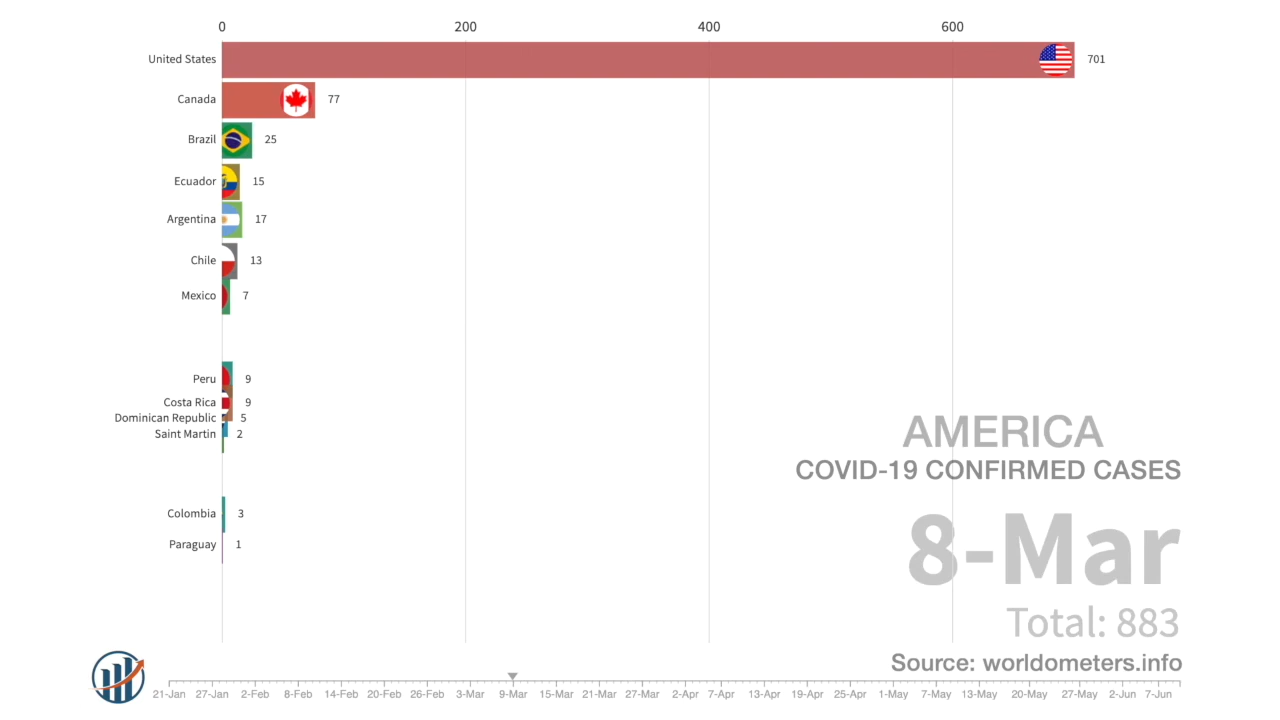 0 200 400 600
United States 701
Canada 77
Brazil 25
Ecuador 15
Argentina 17
Chile 13
Mexico 7
Peru 9
Costa Rica 9
Dominican Republic 5
Saint Martin 2
Colombia 3
Paraguay 1
AMERICA
COVID-19 CONFIRMED CASES
8-Mar
Total: 883
Source: worldometers.info
21-Jan 27-Jan 2-Feb 8-Feb 14-Feb 20-Feb 26-Feb 3-Mar 9-Mar 15-Mar 21-Mar 27-Mar 2-Apr 7-Apr 13-Apr 19-Apr 25-Apr 1-May 7-May 13-May 20-May 27-May 2-Jun 7-Jun